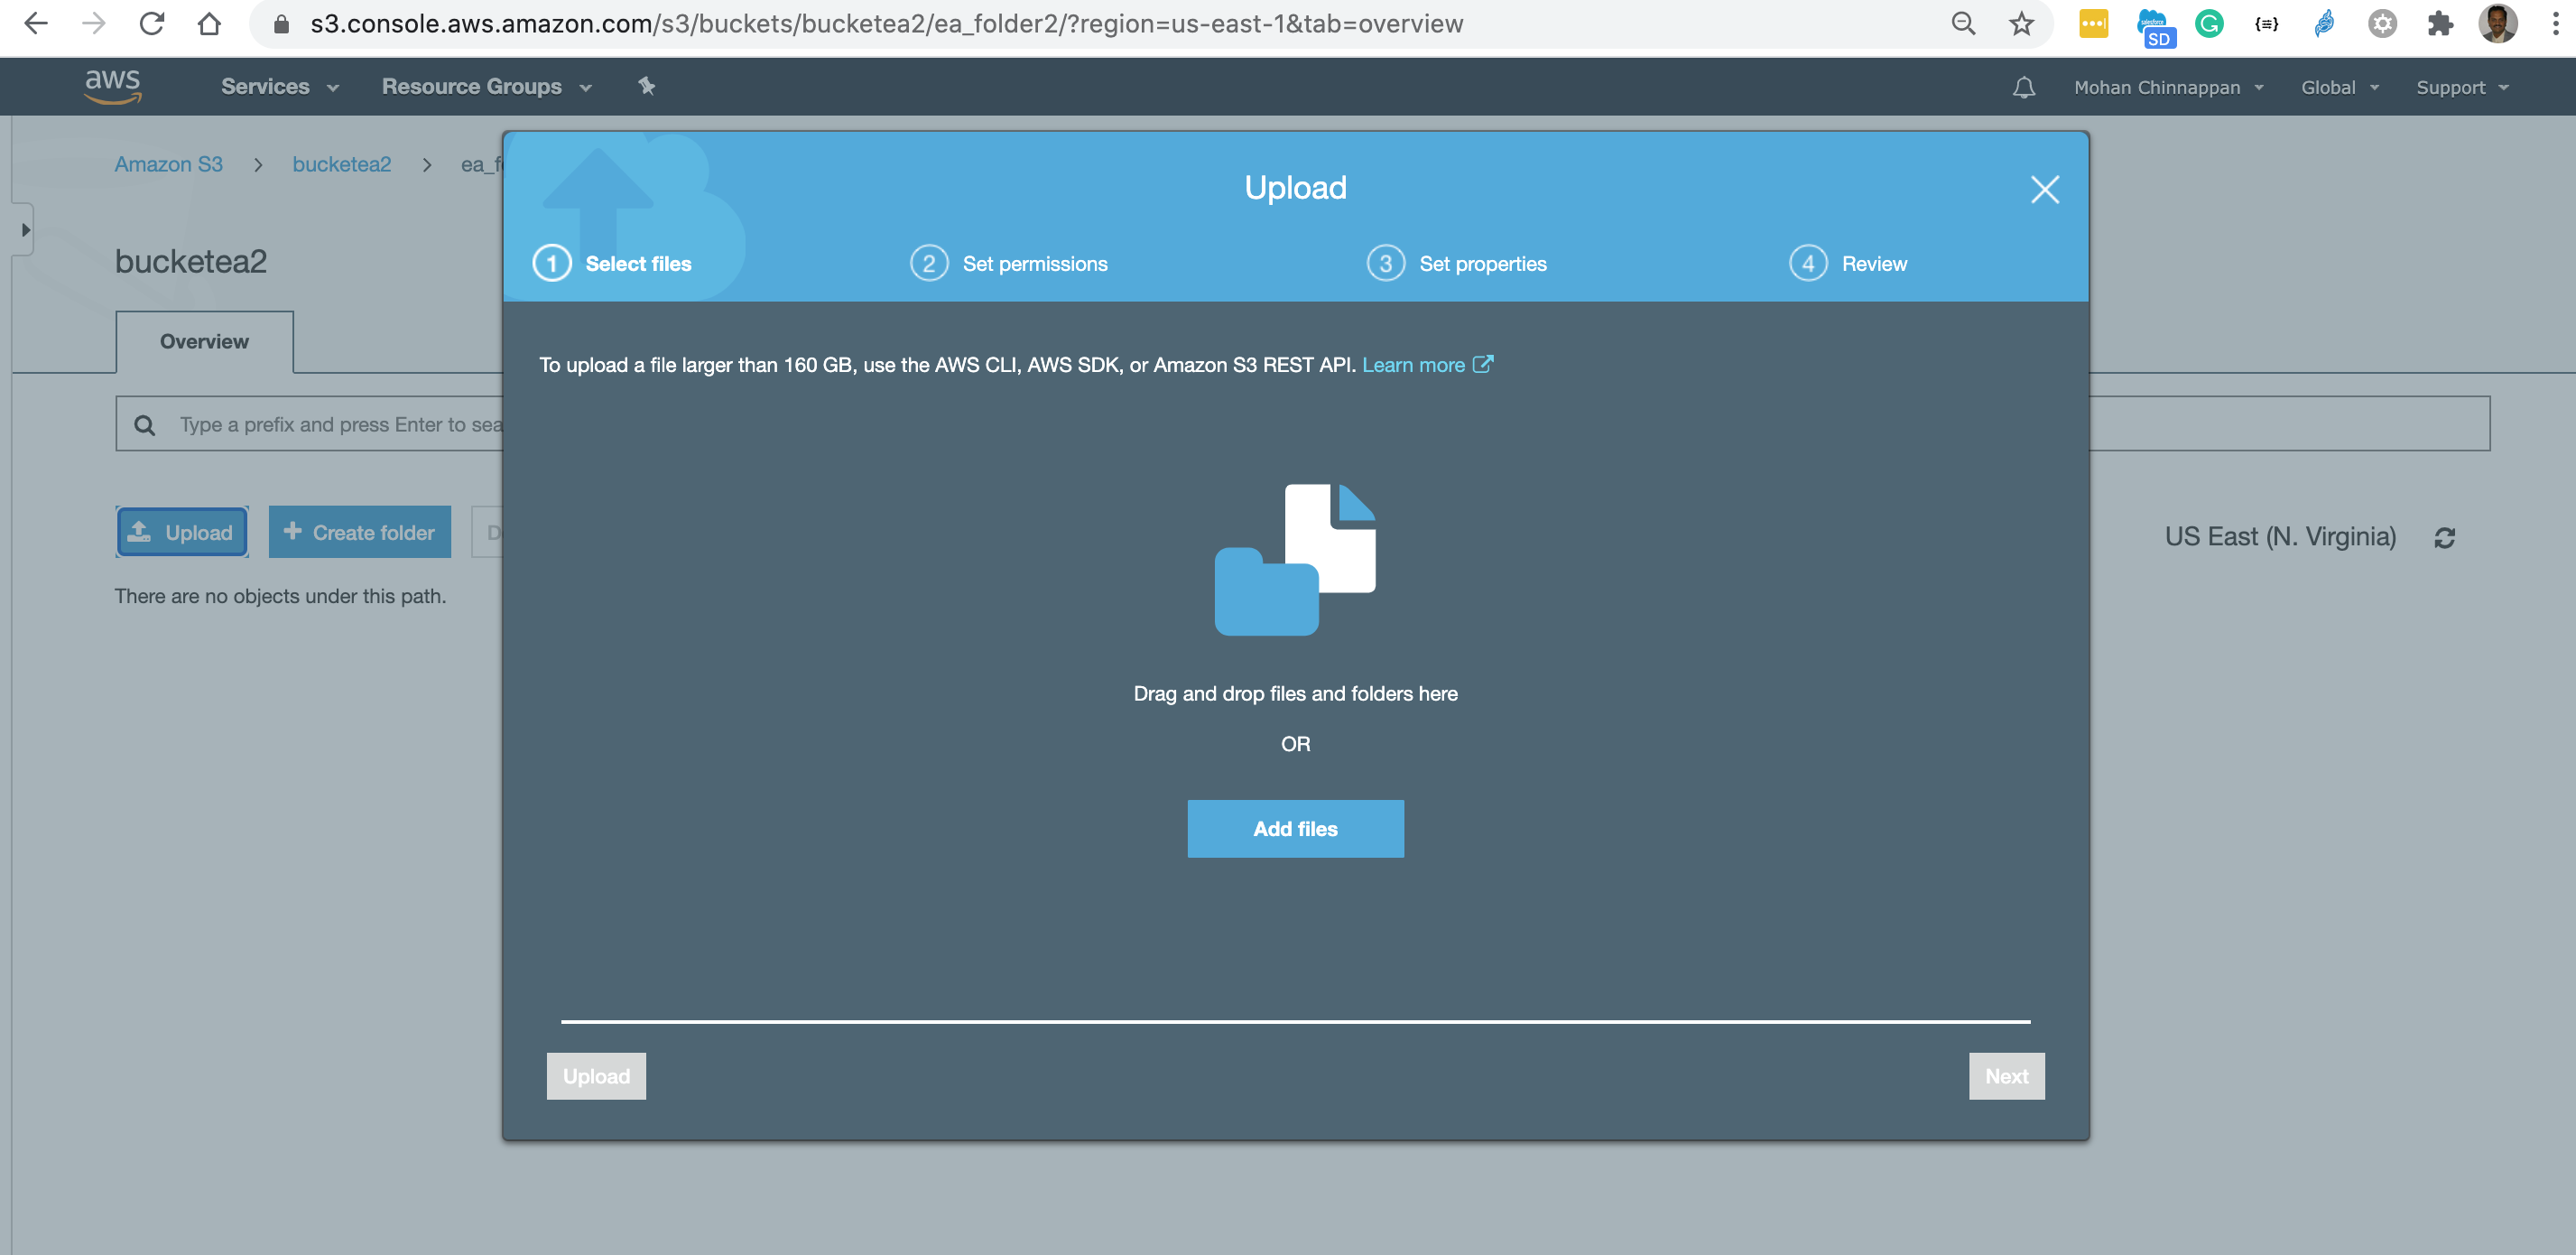 s3.console.aws.amazon.com/s3/buckets/bucketea2/ea_folder2/?region=us-east-1&tab=overview
SD
aws Services Resource Groups Mohan Chinnappan Global Support
Amazon S3 > bucketea2 > ea_f
bucketea2
Overview
Type a prefix and press Enter to sea
Upload Create folder D
US East (N. Virginia)
There are no objects under this path.
Upload
1 Select files 2 Set permissions 3 Set properties 4 Review
To upload a file larger than 160 GB, use the AWS CLI, AWS SDK, or Amazon S3 REST API. Learn more
Drag and drop files and folders here
OR
Add files
Upload Next